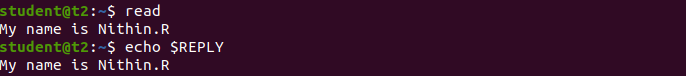 student@t2:~$ read
My name is Nithin.R
student@t2:~$ echo $REPLY
My name is Nithin.R